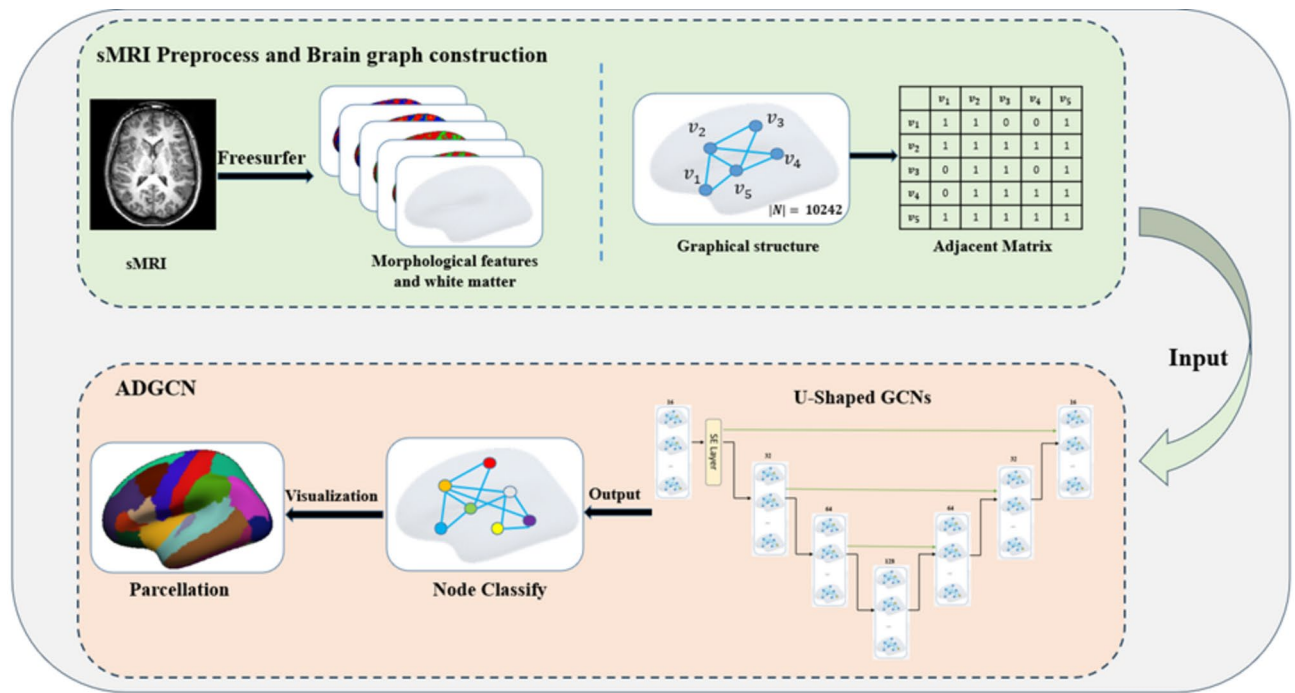 sMRI Preprocess and Brain graph construction
Freesurfer
sMRI
Morphological features
and white matter
v₂
v₃
v₄
v₁
v₅
|N| = 10242
Graphical structure
v₁ v₂ v₃ v₄ v₅
v₁ 1 1 0 0 1
v₂ 1 1 1 1 1
v₃ 0 1 1 0 1
v₄ 0 1 1 1 1
v₅ 1 1 1 1 1
Adjacent Matrix
Input
ADGCN
U-Shaped GCNs
16
SE Layer
32
64
128
64
32
16
Output
Visualization
Node Classify
Parcellation